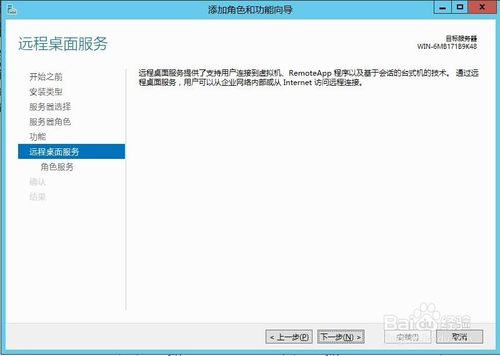 添加角色和功能向导
远程桌面服务
目标服务器
WIN-6MB171B9K48
开始之前
安装类型
服务器选择
服务器角色
功能
远程桌面服务
角色服务
确认
结果
远程桌面服务提供了支持用户连接到虚拟机、RemoteApp 程序以及基于会话的台式机的技术。通过远
程桌面服务，用户可以从企业网络内部或从 Internet 访问远程连接。
< 上一步(P)
下一步(N) >
安装(I)
取消
Baidu 经验